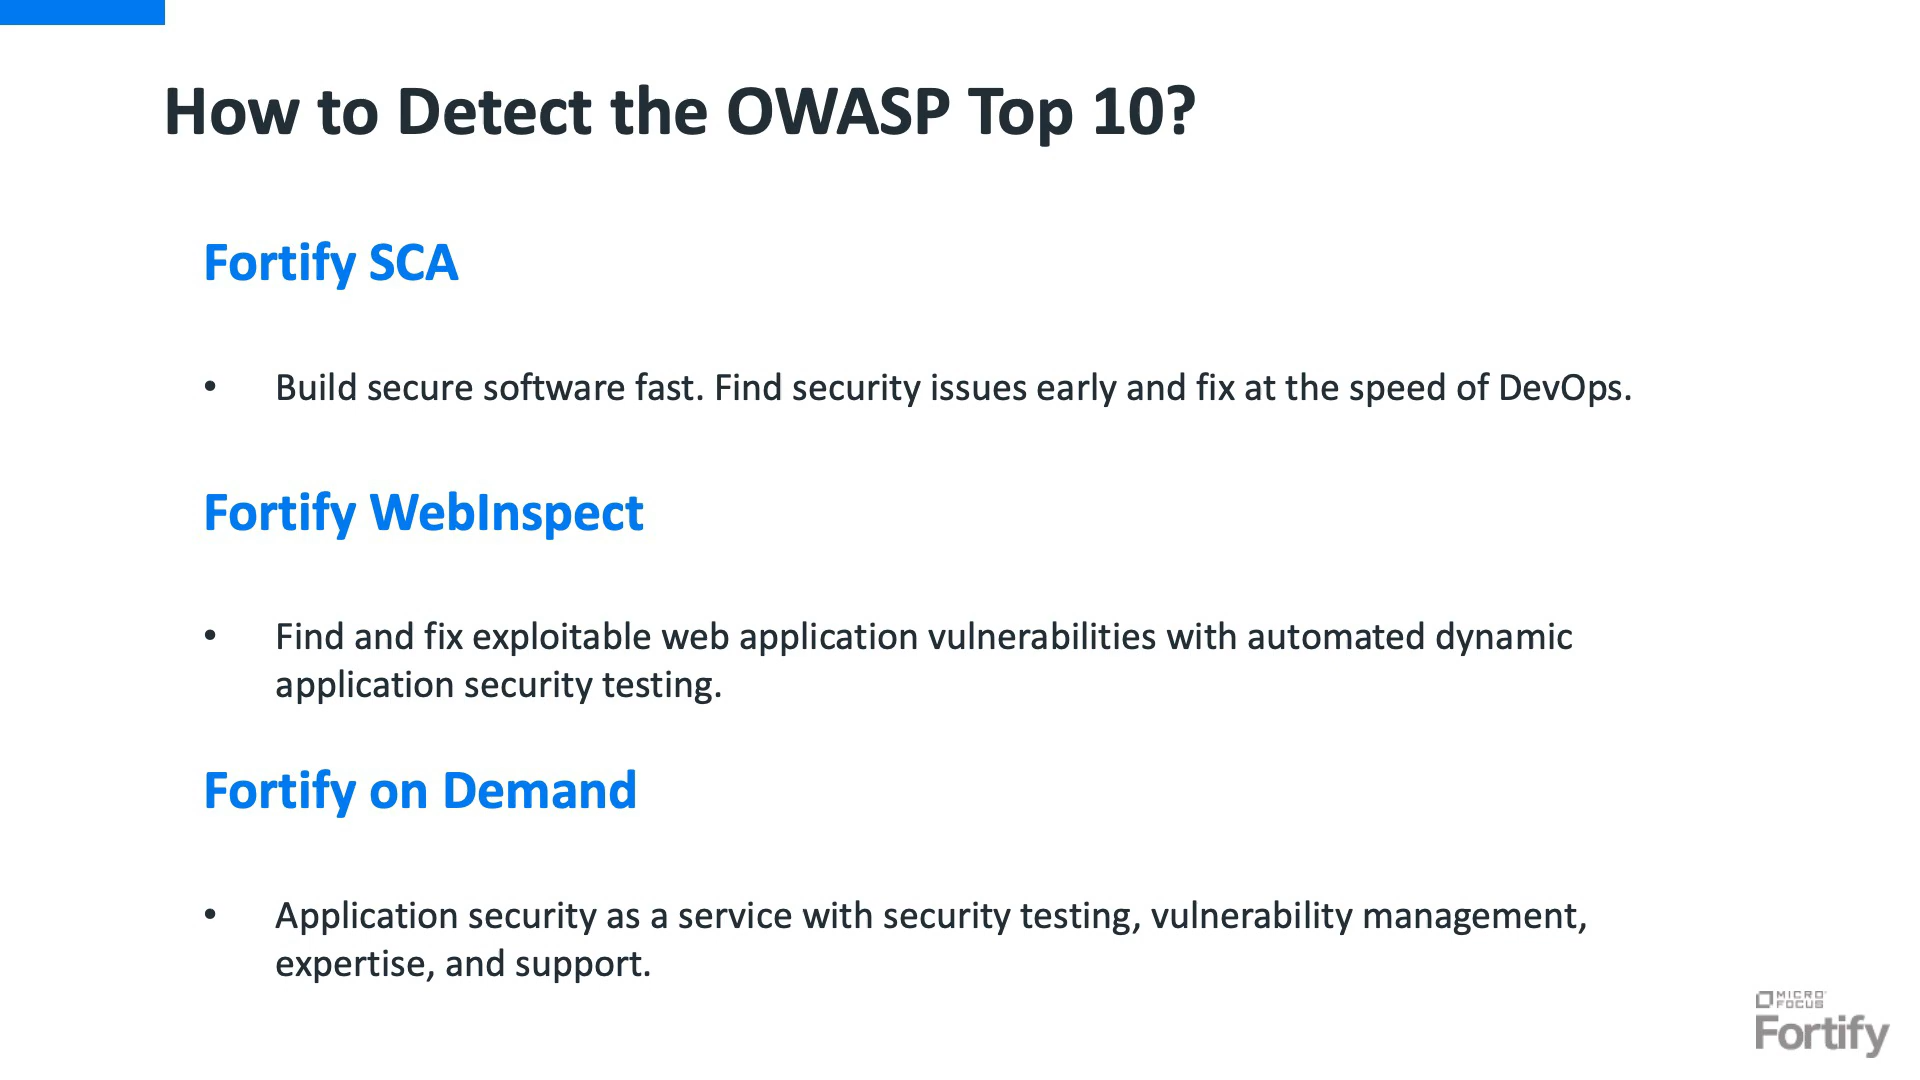 How to Detect the OWASP Top 10?
Fortify SCA
• Build secure software fast. Find security issues early and fix at the speed of DevOps.
Fortify WebInspect
• Find and fix exploitable web application vulnerabilities with automated dynamic
application security testing.
Fortify on Demand
• Application security as a service with security testing, vulnerability management,
expertise, and support.
MICRO
FOCUS
Fortify